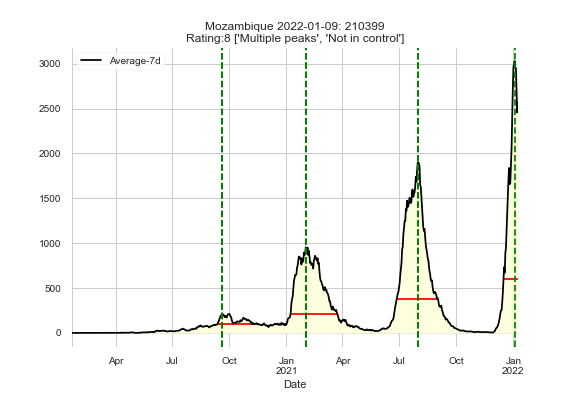 Mozambique 2022-01-09: 210399
Rating:8 ['Multiple peaks', 'Not in control']
Average-7d
3000
2500
2000
1500
1000
500
0
Apr Jul Oct Jan Apr Jul Oct Jan
2021 2022
Date